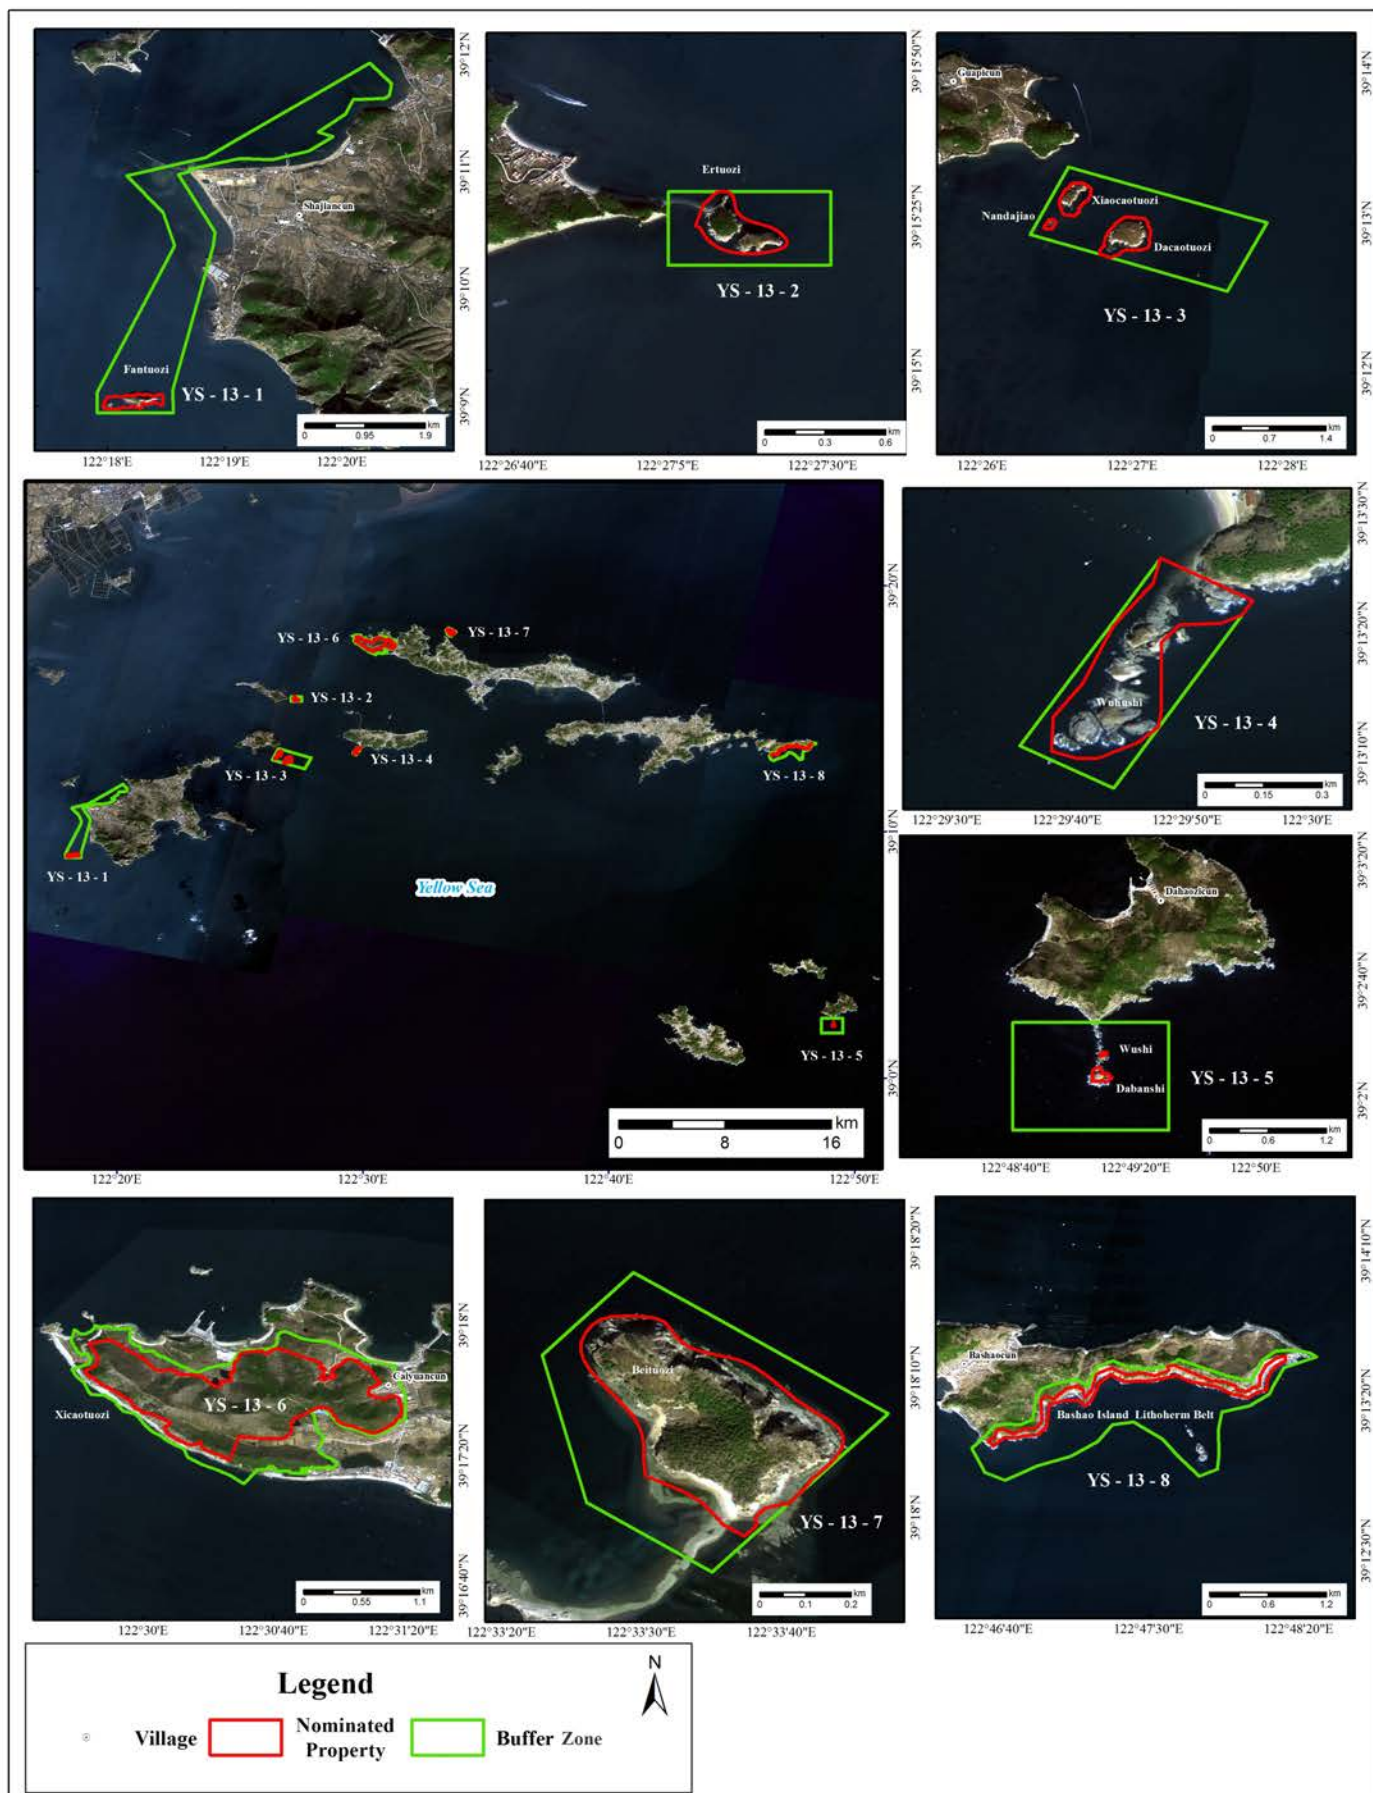 39°12'N
39°11'N
39°10'N
39°9'N
Shajiancun
Fantuozi
YS - 13 - 1
km
0
0.95
1.9
122°18'E
122°19'E
122°20'E
39°15'50"N
39°15'25"N
39°15'N
Ertuozi
YS - 13 - 2
km
0
0.3
0.6
122°26'40"E
122°27'5"E
122°27'30"E
39°14'N
39°13'N
39°12'N
Guapicun
Xiaocaotuozi
Nandajiao
Dacaotuozi
YS - 13 - 3
km
0
0.7
1.4
122°26'E
122°27'E
122°28'E
39°20'N
39°10'N
39°0'N
YS - 13 - 6
YS - 13 - 7
YS - 13 - 2
YS - 13 - 4
YS - 13 - 3
YS - 13 - 8
YS - 13 - 1
Yellow Sea
YS - 13 - 5
km
0
8
16
122°20'E
122°30'E
122°40'E
122°50'E
39°13'30"N
39°13'20"N
39°13'10"N
Wuhushi
YS - 13 - 4
km
0
0.15
0.3
122°29'30"E
122°29'40"E
122°29'50"E
122°30'E
39°3'20"N
39°2'40"N
39°2'N
Dahaozicun
Wushi
Dabanshi
YS - 13 - 5
km
0
0.6
1.2
122°48'40"E
122°49'20"E
122°50'E
39°18'N
39°17'20"N
39°16'40"N
Caiyuancun
YS - 13 - 6
Xicaotuozi
km
0
0.55
1.1
122°30'E
122°30'40"E
122°31'20"E
39°18'20"N
39°18'10"N
39°18'N
Beituozi
YS - 13 - 7
km
0
0.1
0.2
122°33'20"E
122°33'30"E
122°33'40"E
39°14'10"N
39°13'20"N
39°12'30"N
Bashaocun
Bashao Island Lithoherm Belt
YS - 13 - 8
km
0
0.6
1.2
122°46'40"E
122°47'30"E
122°48'20"E
Legend
N
Village
Nominated
Property
Buffer Zone